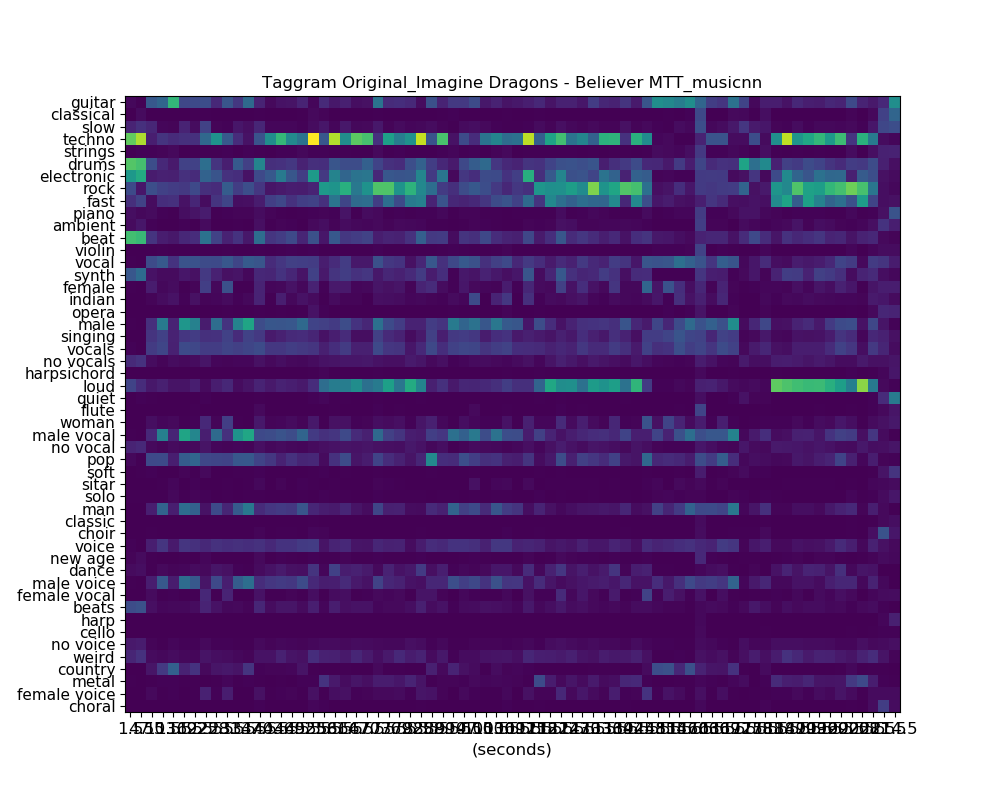 Taggram Original_Imagine Dragons - Believer MTT_musicnn
guitar
classical
slow
techno
strings
drums
electronic
rock
fast
piano
ambient
beat
violin
vocal
synth
female
indian
opera
male
singing
vocals
no vocals
harpsichord
loud
quiet
flute
woman
male vocal
no vocal
pop
soft
sitar
solo
man
classic
choir
voice
new age
dance
male voice
female vocal
beats
harp
cello
no voice
weird
country
metal
female voice
choral
(seconds)